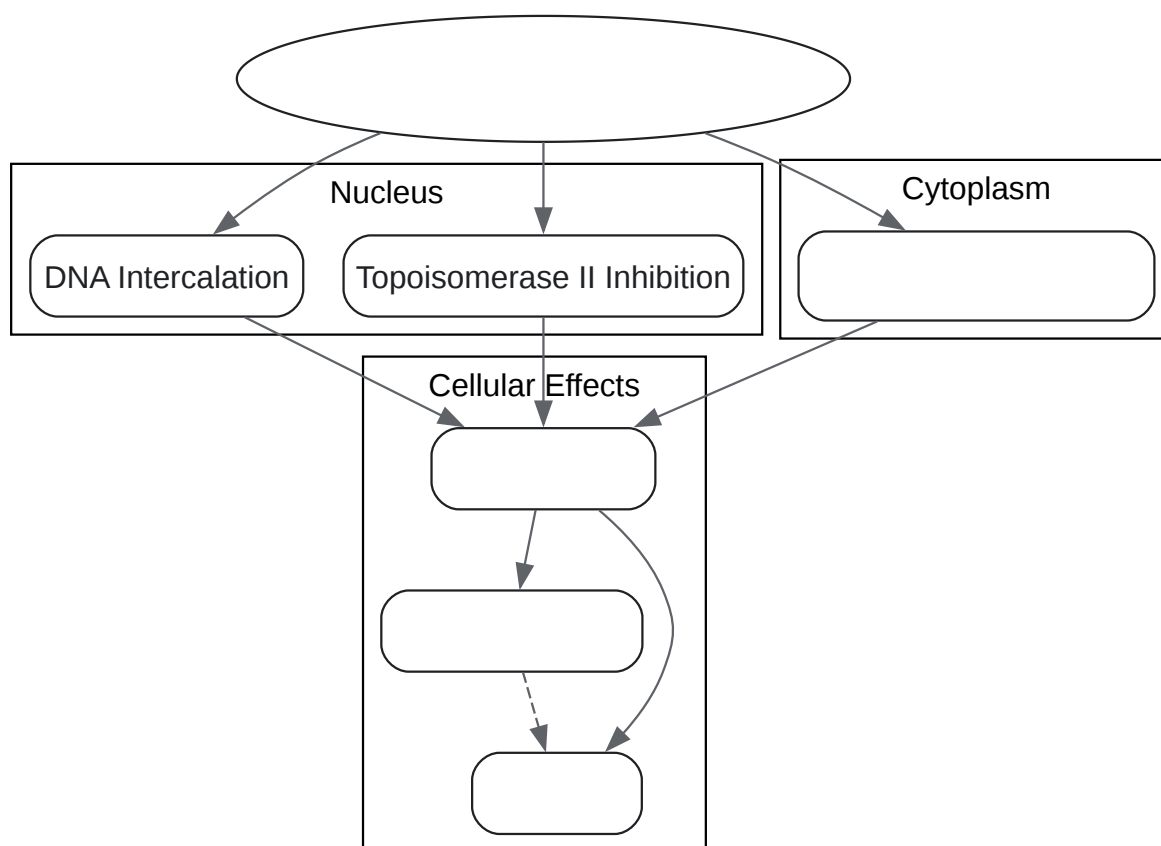 Nucleus
Cytoplasm
DNA Intercalation
Topoisomerase II Inhibition
Cellular Effects